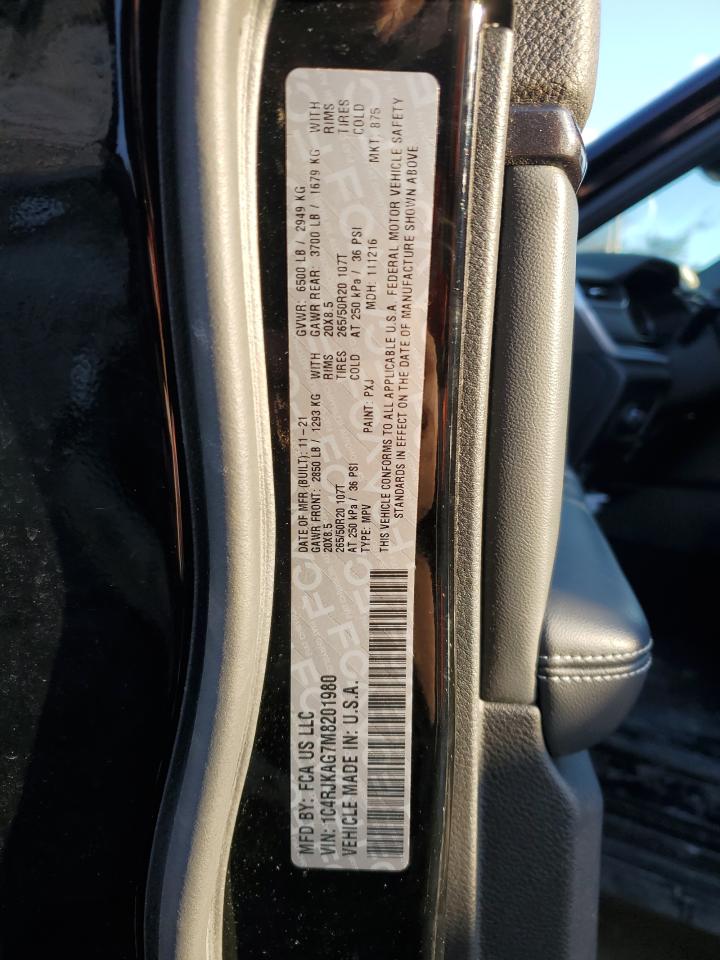 MFD BY: FCA US LLC
VIN: 1C4RJKAG7M8201980
VEHICLE MADE IN: U.S.A.
DATE OF MFR (BUILT): 11-21
GVWR: 6500 LB / 2949 KG
GAWR FRONT: 2850 LB / 1293 KG WITH
20X8.5 RIMS
265/50R20 107T TIRES
AT 250 kPa / 36 PSI COLD
GAWR REAR: 3700 LB / 1679 KG WITH
20X8.5 RIMS
265/50R20 107T TIRES
AT 250 kPa / 36 PSI COLD
TYPE: MPV PAINT: PXJ MDH: 111216 MKT: 875
THIS VEHICLE CONFORMS TO ALL APPLICABLE U.S.A. FEDERAL MOTOR VEHICLE SAFETY
STANDARDS IN EFFECT ON THE DATE OF MANUFACTURE SHOWN ABOVE